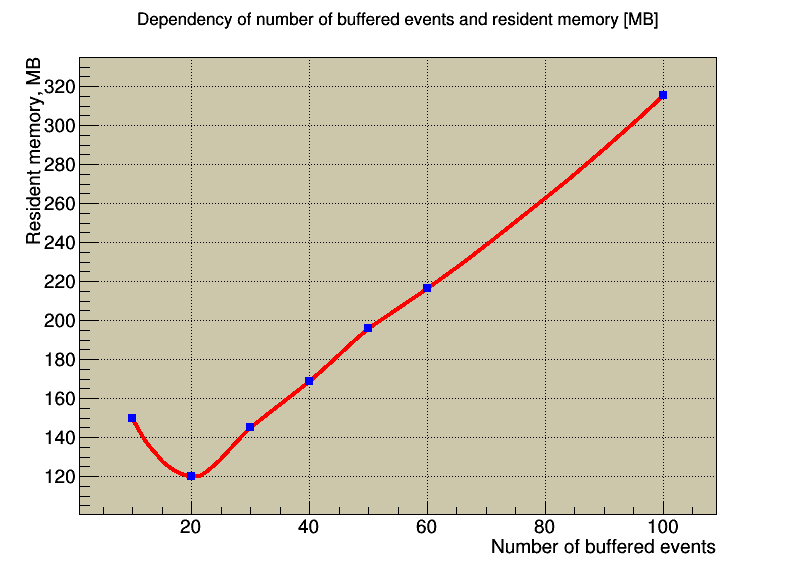 Dependency of number of buffered events and resident memory [MB]
Resident memory, MB
320
300
280
260
240
220
200
180
160
140
120
20 40 60 80 100
Number of buffered events